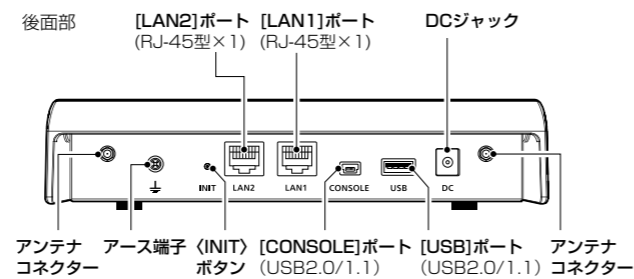 後面部
[LAN2]ポート [LAN1]ポート DCジャック
(RJ-45型×1) (RJ-45型×1)
INIT LAN2 LAN1 CONSOLE USB DC
アンテナ アース端子 〈INIT〉 [CONSOLE]ポート [USB]ポート アンテナ
コネクター ボタン (USB2.0/1.1) (USB2.0/1.1) コネクター